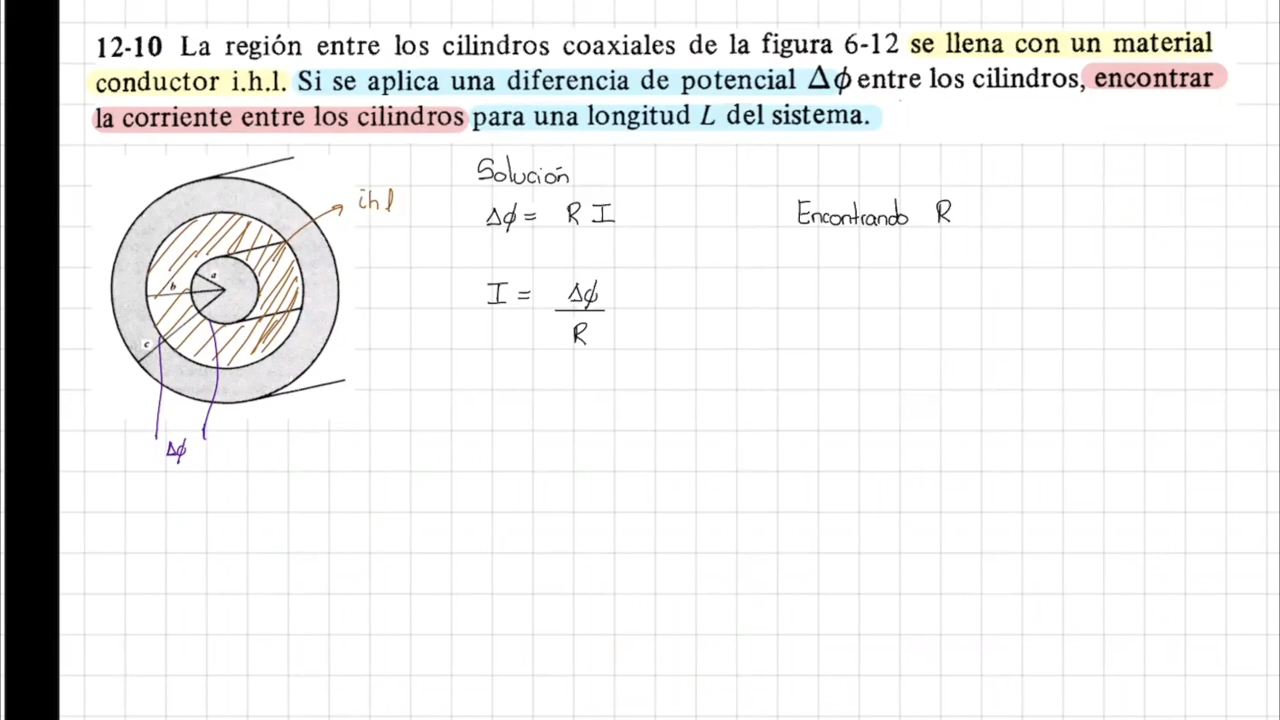 12-10 La región entre los cilindros coaxiales de la figura 6-12 se llena con un material
conductor i.h.l. Si se aplica una diferencia de potencial Δϕ entre los cilindros, encontrar
la corriente entre los cilindros para una longitud L del sistema.
Solución
ihl
Δϕ = R I
Encontrando R
a
b
I = Δϕ / R
c
Δϕ